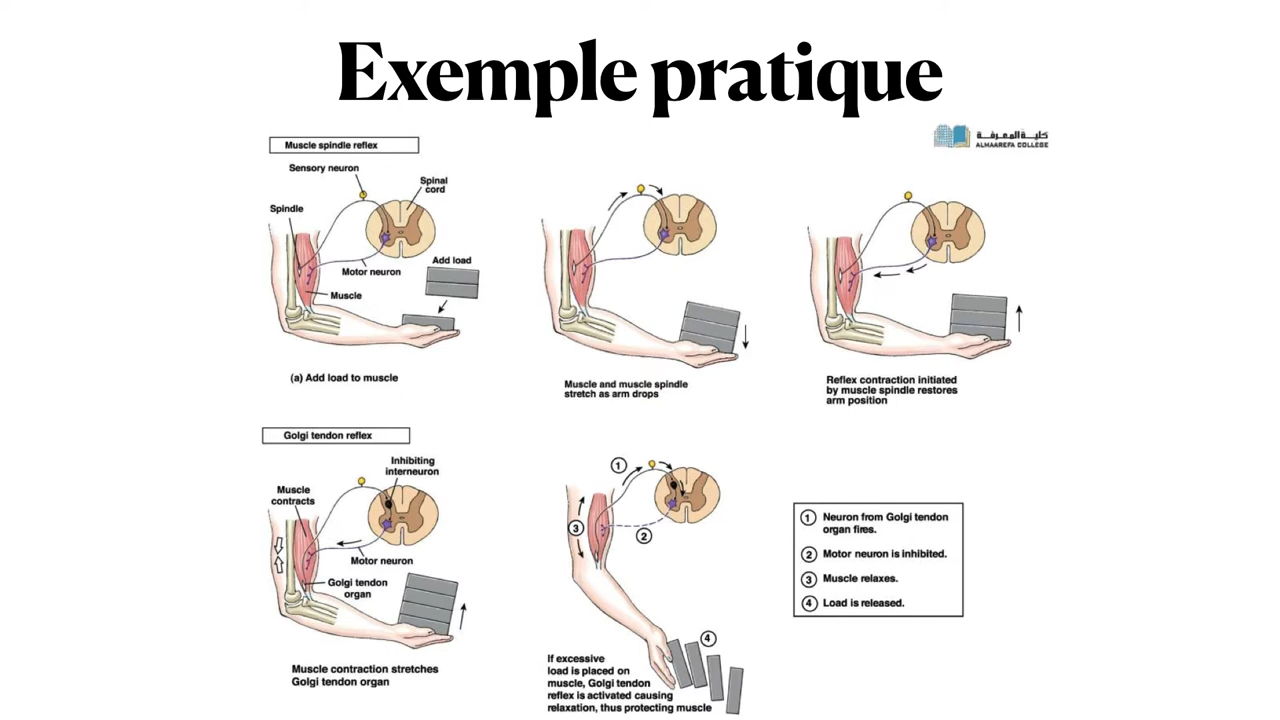 Exemple pratique
كلية المعرفة
ALMAAREFA COLLEGE
Muscle spindle reflex
Sensory neuron
Spinal
cord
Spindle
Motor neuron
Add load
Muscle
(a) Add load to muscle
Muscle and muscle spindle
stretch as arm drops
Reflex contraction initiated
by muscle spindle restores
arm position
Golgi tendon reflex
Inhibiting
interneuron
Muscle
contracts
Motor neuron
Golgi tendon
organ
Muscle contraction stretches
Golgi tendon organ
1
2
3
4
If excessive
load is placed on
muscle, Golgi tendon
reflex is activated causing
relaxation, thus protecting muscle
1 Neuron from Golgi tendon
organ fires.
2 Motor neuron is inhibited.
3 Muscle relaxes.
4 Load is released.